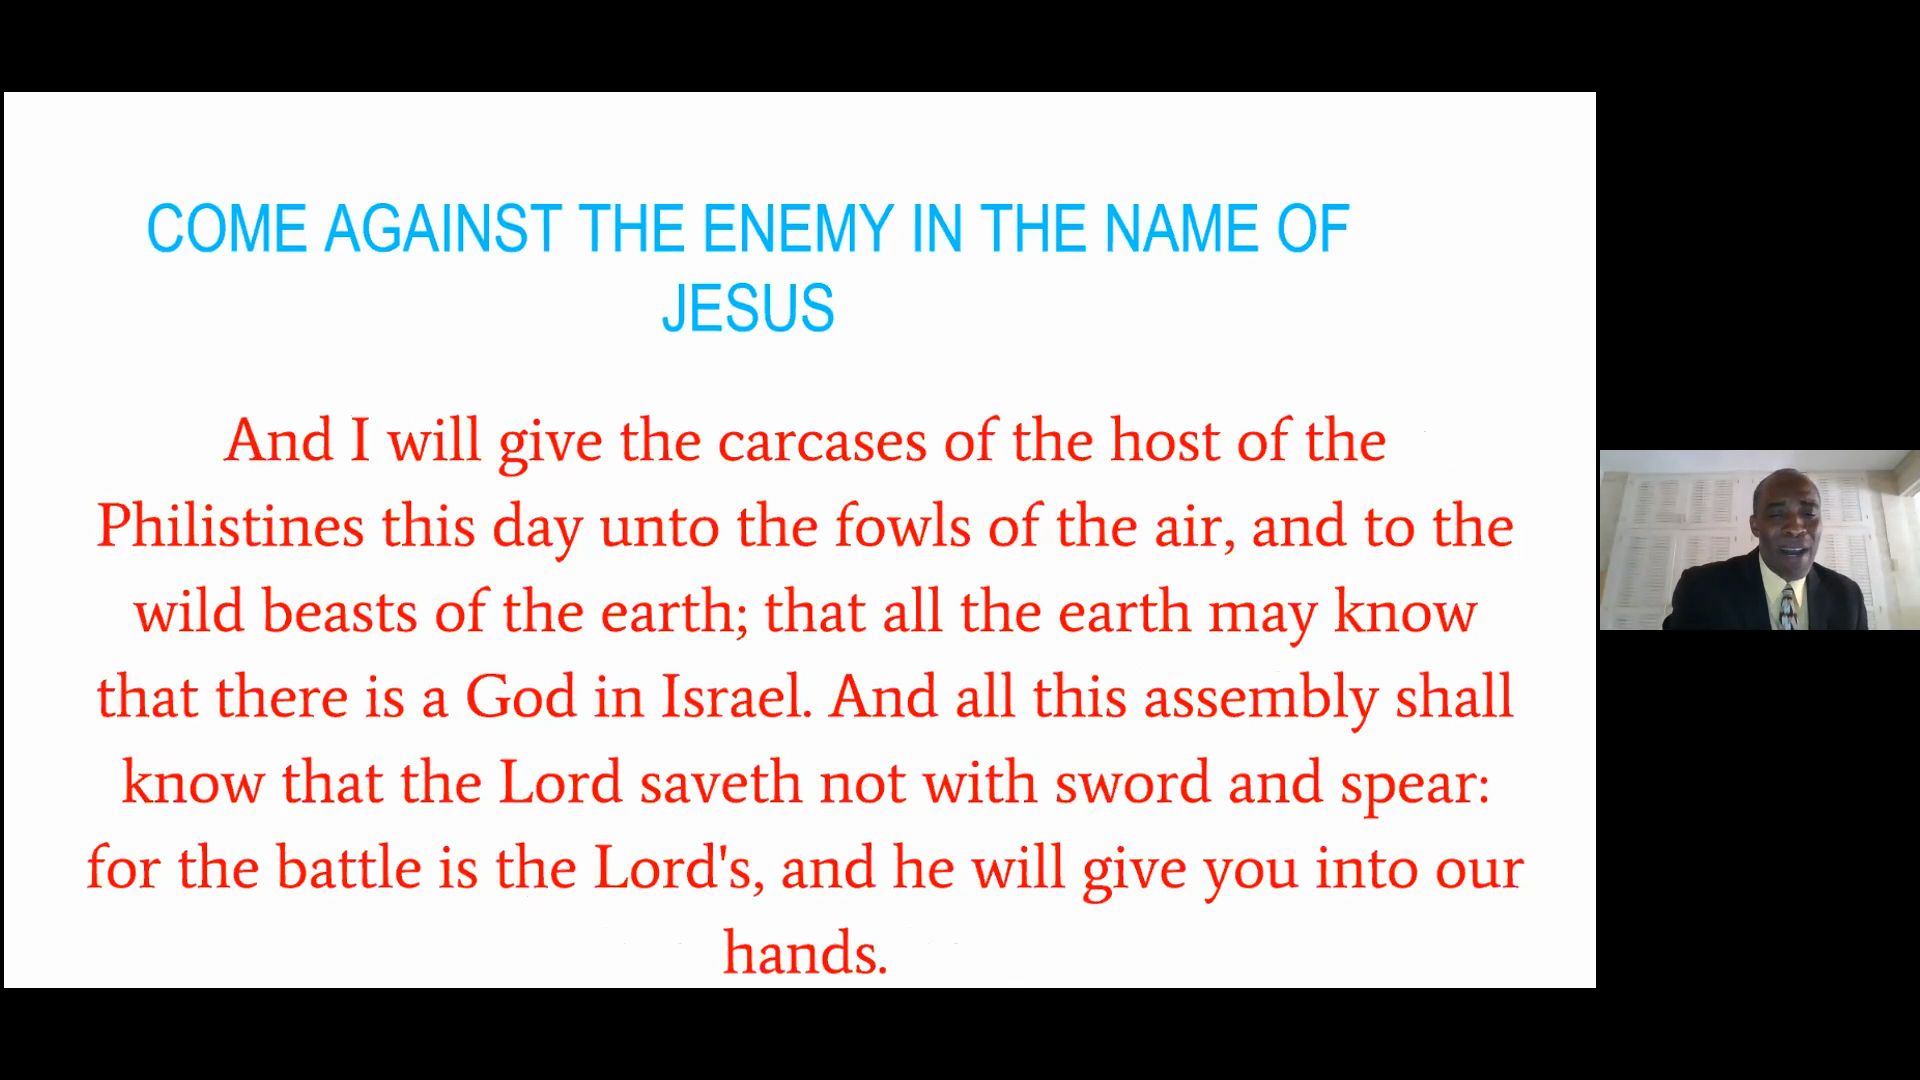 COME AGAINST THE ENEMY IN THE NAME OF
JESUS
And I will give the carcases of the host of the
Philistines this day unto the fowls of the air, and to the
wild beasts of the earth; that all the earth may know
that there is a God in Israel. And all this assembly shall
know that the Lord saveth not with sword and spear:
for the battle is the Lord's, and he will give you into our
hands.